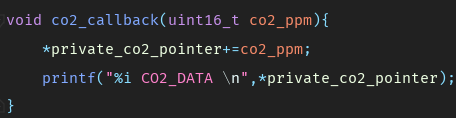 void co2_callback(uint16_t co2_ppm){
*private_co2_pointer+=co2_ppm;
printf("%i CO2_DATA \n",*private_co2_pointer);
}